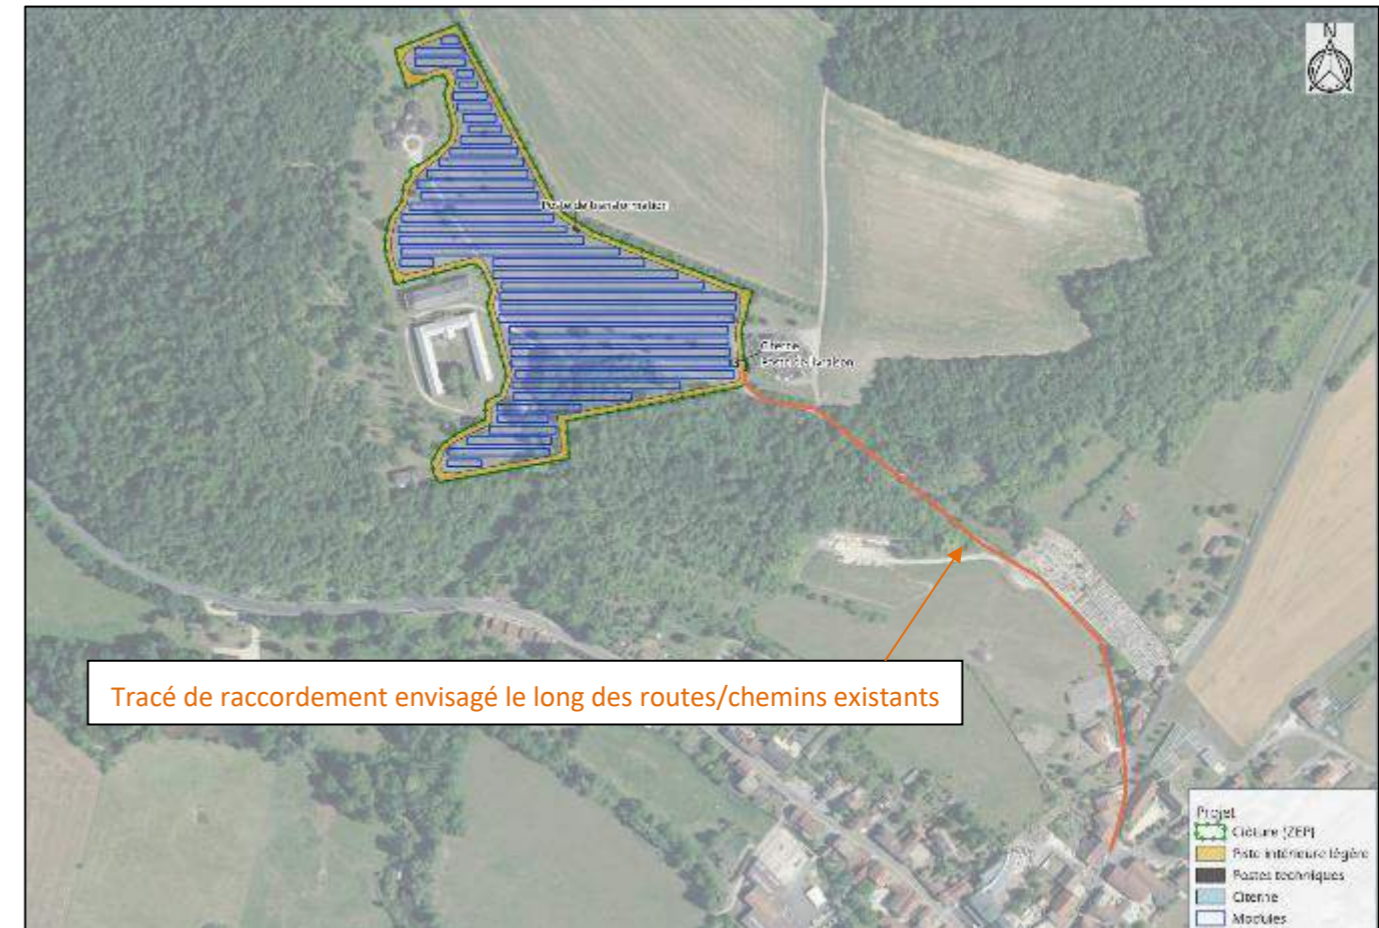 N
Poste de transformation
Citerne
Poste de livraison
Tracé de raccordement envisagé le long des routes/chemins existants
Projet
Clôture (ZEP)
Piste intérieure légère
Postes techniques
Citerne
Modules